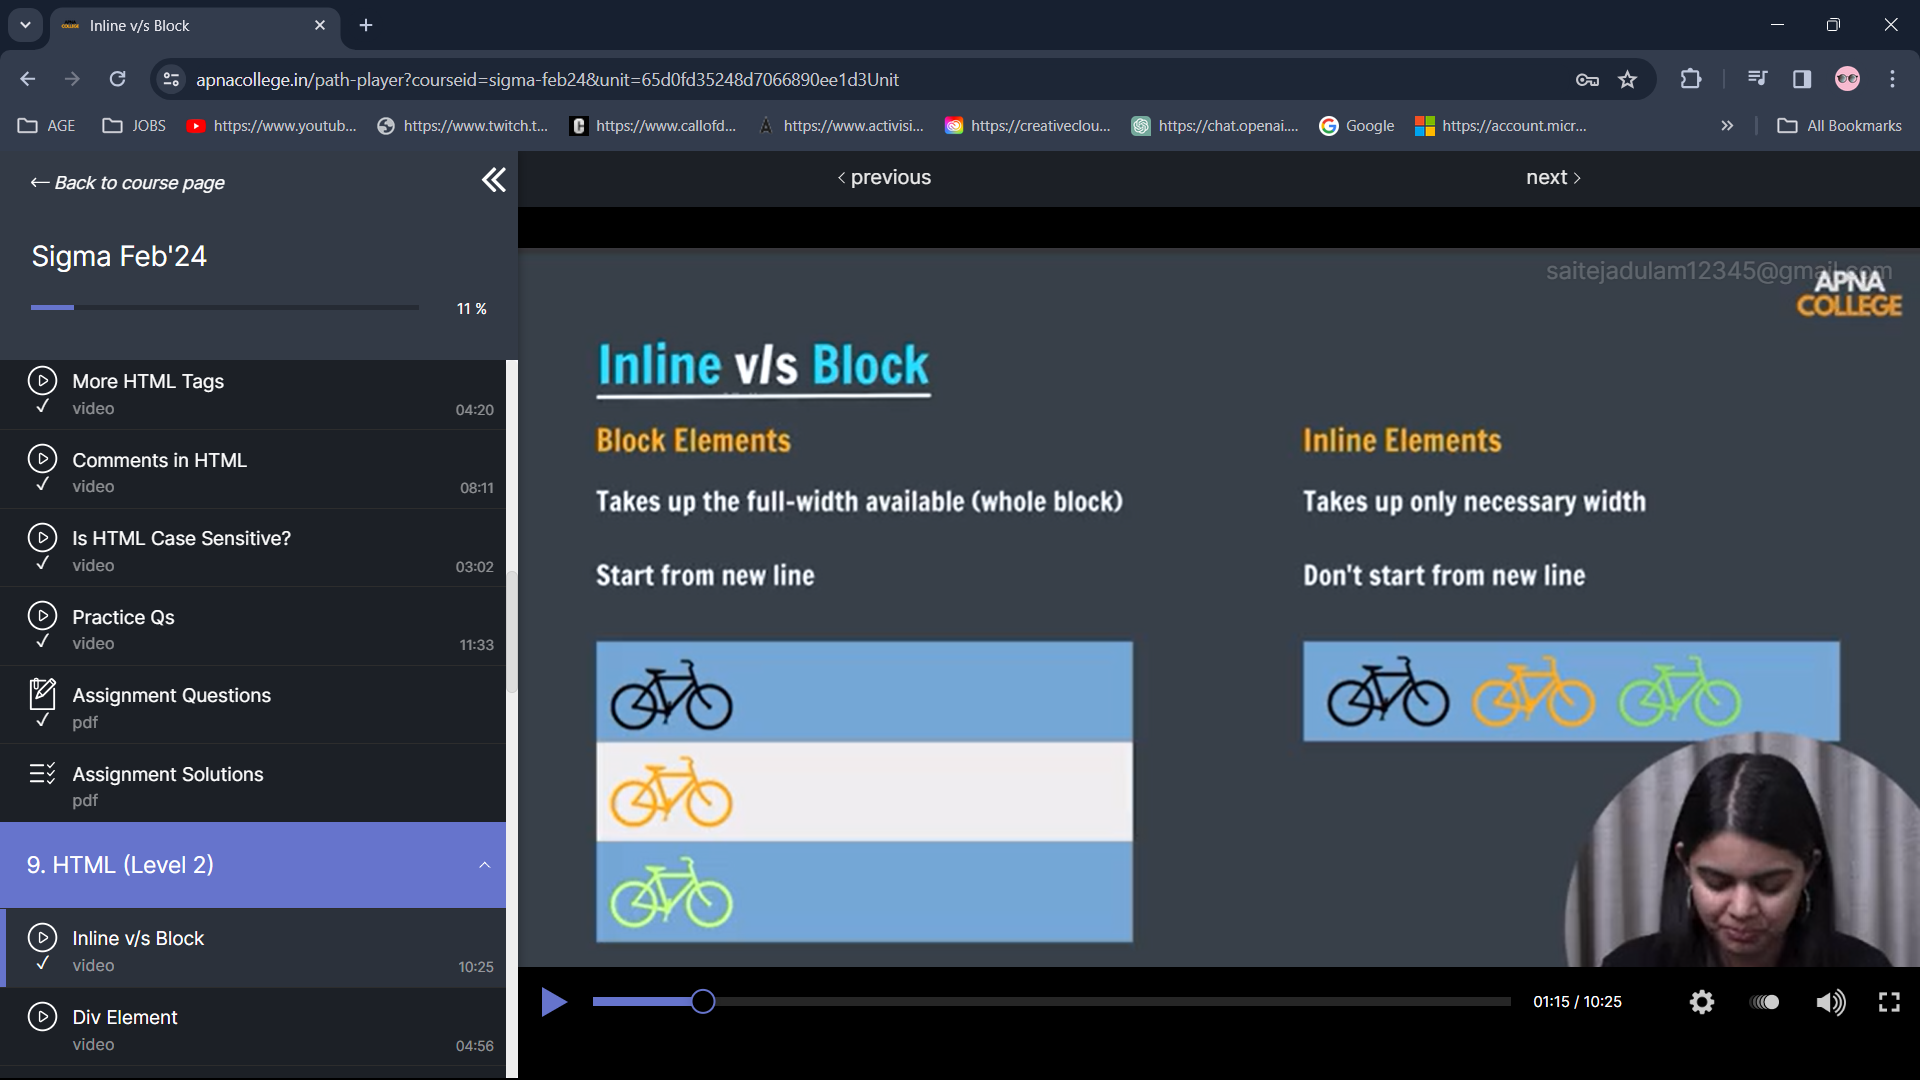 Inline v/s Block
apnacollege.in/path-player?courseid=sigma-feb24&unit=65d0fd35248d7066890ee1d3Unit
AGE JOBS https://www.youtub... https://www.twitch.t... https://www.callofd... https://www.activisi... https://creativeclou... https://chat.openai.... Google https://account.micr... » All Bookmarks
← Back to course page
‹ previous next ›
Sigma Feb'24
11 %
More HTML Tags
video 04:20
Comments in HTML
video 08:11
Is HTML Case Sensitive?
video 03:02
Practice Qs
video 11:33
Assignment Questions
pdf
Assignment Solutions
pdf
9. HTML (Level 2)
Inline v/s Block
video 10:25
Div Element
video 04:56
saitejadulam12345@gmail.com
APNA
COLLEGE
Inline v/s Block
Block Elements
Takes up the full-width available (whole block)
Start from new line
Inline Elements
Takes up only necessary width
Don't start from new line
01:15 / 10:25